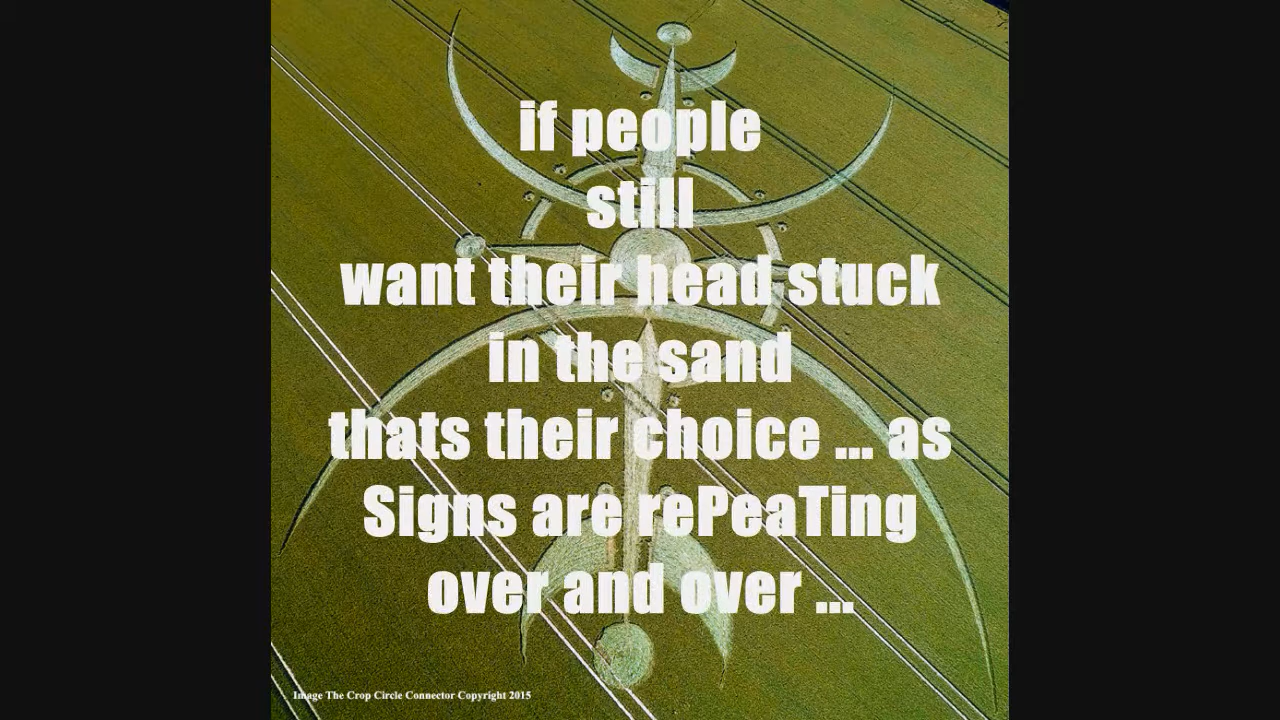 if people
still
want their head stuck
in the sand
thats their choice ... as
Signs are rePeaTing
over and over ...
Image The Crop Circle Connector Copyright 2015